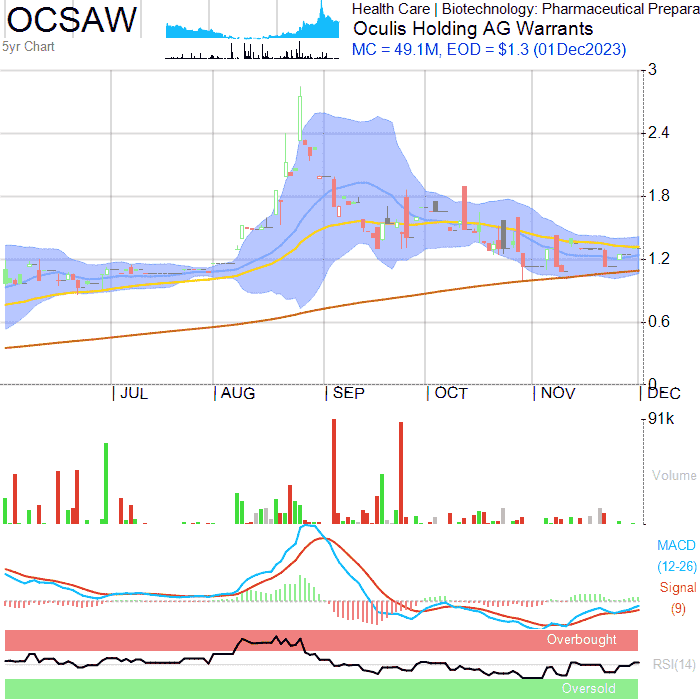 OCSAW
5yr Chart
Health Care | Biotechnology: Pharmaceutical Prepara
Oculis Holding AG Warrants
MC = 49.1M, EOD = $1.3 (01Dec2023)
3
2.4
1.8
1.2
0.6
0
JUL AUG SEP OCT NOV DEC
91k
Volume
MACD
(12-26)
Signal
(9)
Overbought
RSI(14)
Oversold